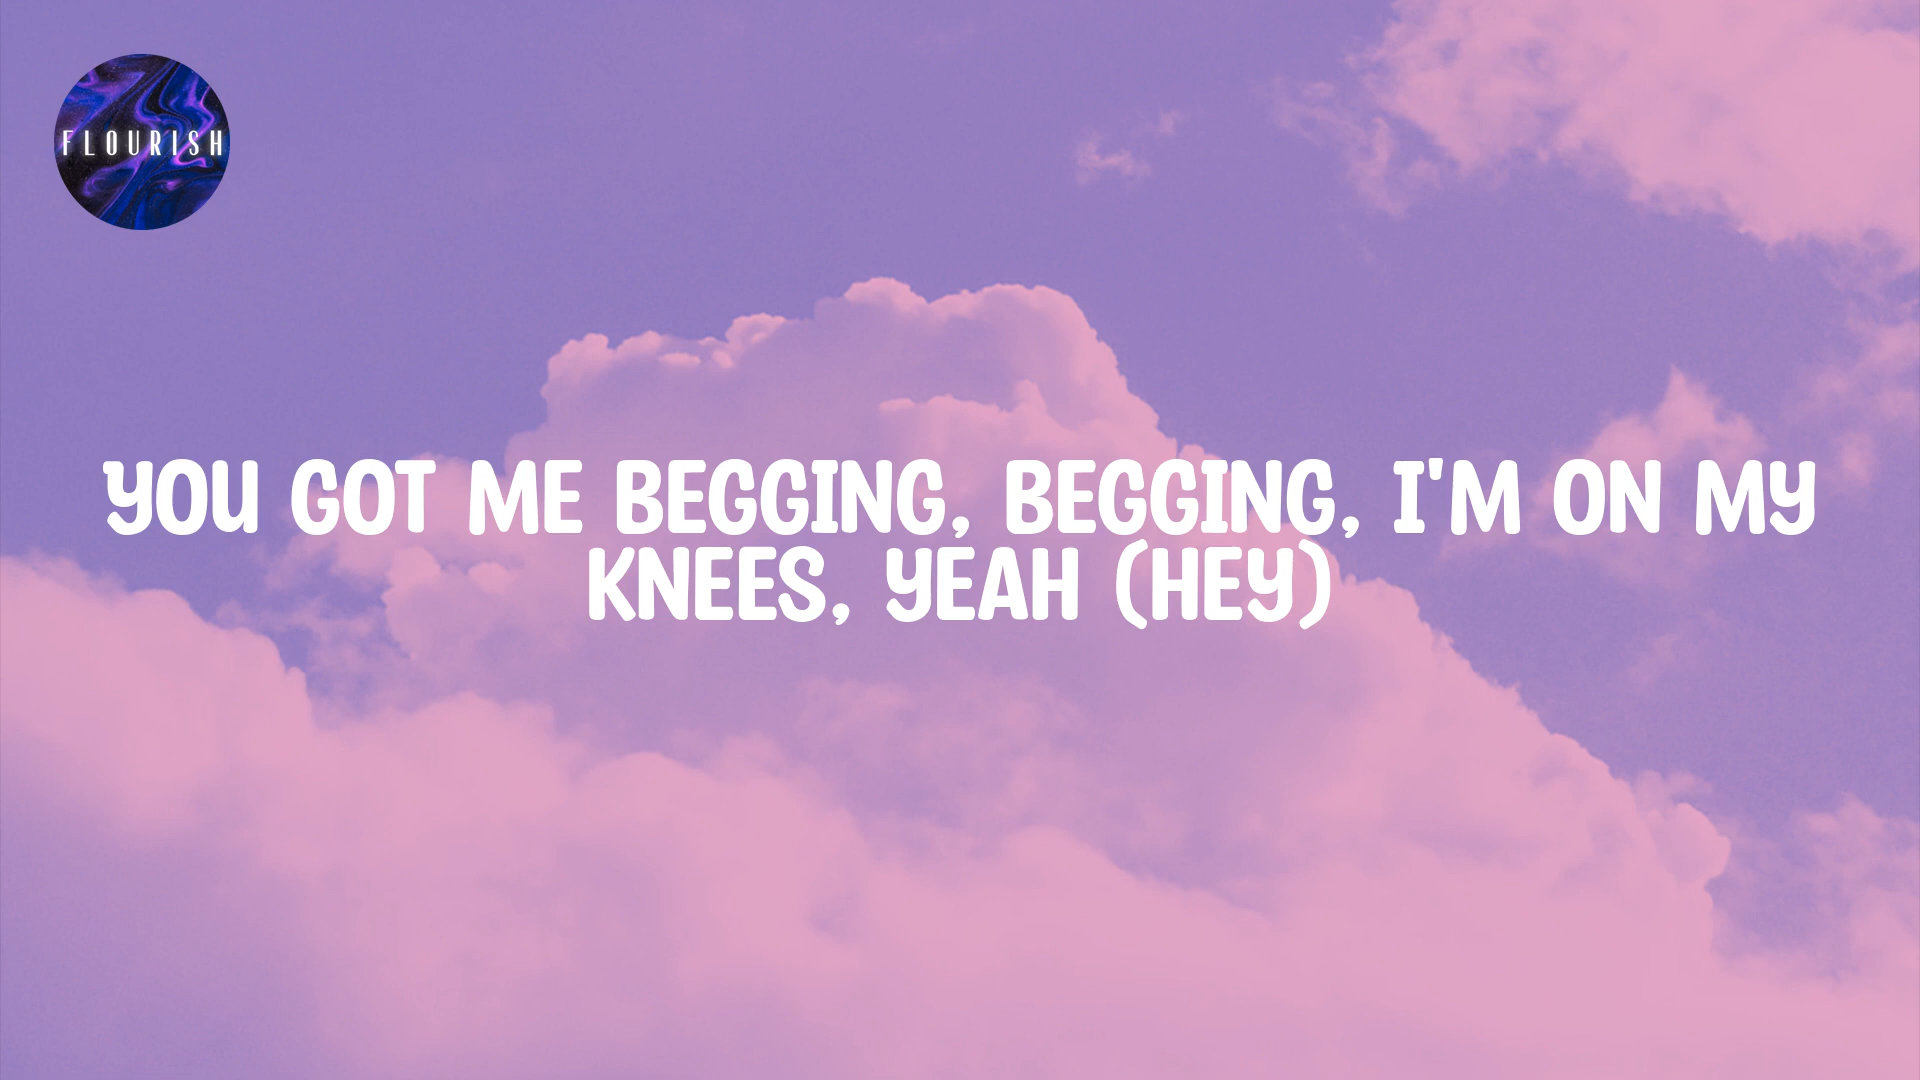 FLOURISH
YOU GOT ME BEGGING, BEGGING, I'M ON MY
KNEES, YEAH (HEY)